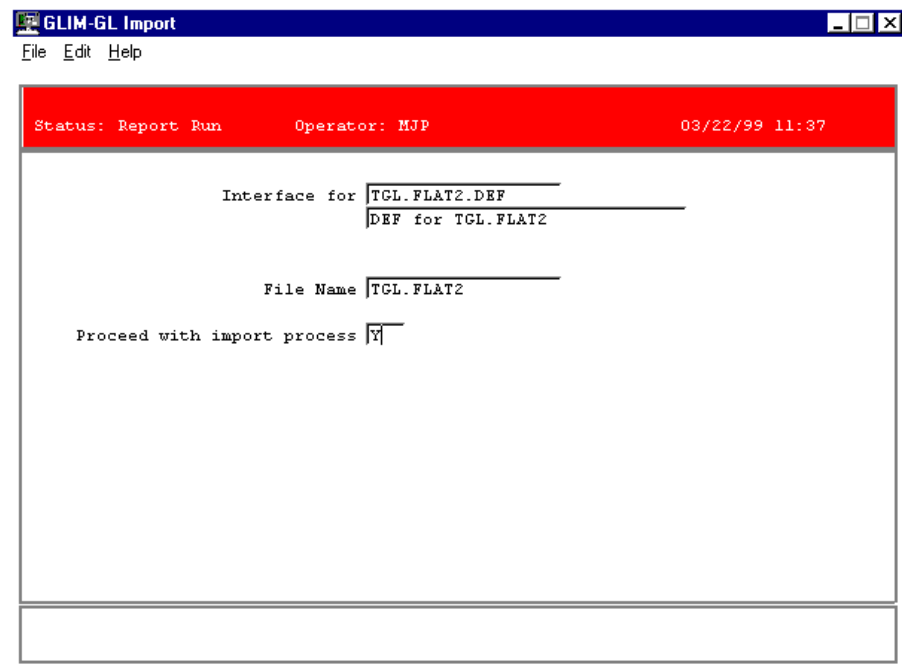 GLIM-GL Import
File Edit Help
Status: Report Run Operator: MJP 03/22/99 11:37
Interface for TGL.FLAT2.DEF
DEF for TGL.FLAT2
File Name TGL.FLAT2
Proceed with import process Y